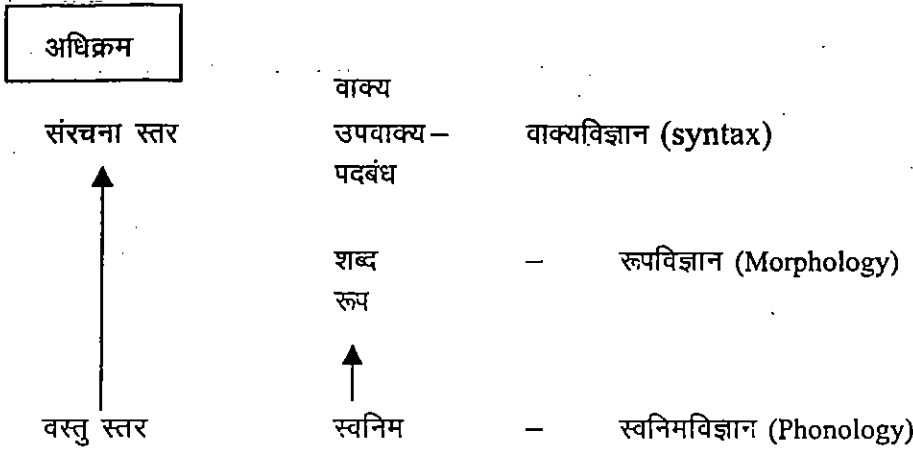 अधिक्रम
वाक्य
संरचना स्तर उपवाक्य – वाक्यविज्ञान (syntax)
पदबंध
शब्द – रूपविज्ञान (Morphology)
रूप
वस्तु स्तर स्वनिम – स्वनिमविज्ञान (Phonology)